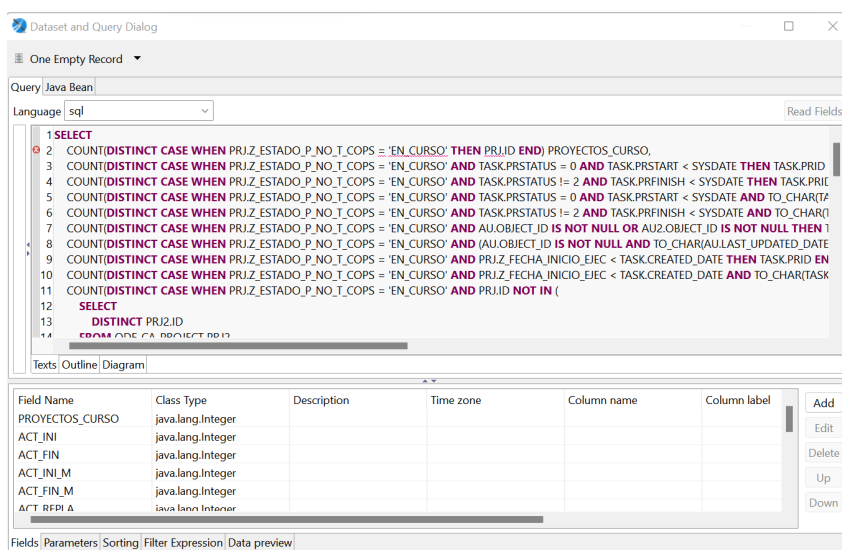 Dataset and Query Dialog
One Empty Record
Query Java Bean
Language sql Read Fields
1 SELECT
2 COUNT(DISTINCT CASE WHEN PRJ.Z_ESTADO_P_NO_T_COPS = 'EN_CURSO' THEN PRJ.ID END) PROYECTOS_CURSO,
3 COUNT(DISTINCT CASE WHEN PRJ.Z_ESTADO_P_NO_T_COPS = 'EN_CURSO' AND TASK.PRSTATUS = 0 AND TASK.PRSTART < SYSDATE THEN TASK.PRID
4 COUNT(DISTINCT CASE WHEN PRJ.Z_ESTADO_P_NO_T_COPS = 'EN_CURSO' AND TASK.PRSTATUS != 2 AND TASK.PRFINISH < SYSDATE THEN TASK.PRID
5 COUNT(DISTINCT CASE WHEN PRJ.Z_ESTADO_P_NO_T_COPS = 'EN_CURSO' AND TASK.PRSTATUS = 0 AND TASK.PRSTART < SYSDATE AND TO_CHAR(TA
6 COUNT(DISTINCT CASE WHEN PRJ.Z_ESTADO_P_NO_T_COPS = 'EN_CURSO' AND TASK.PRSTATUS != 2 AND TASK.PRFINISH < SYSDATE AND TO_CHAR(T
7 COUNT(DISTINCT CASE WHEN PRJ.Z_ESTADO_P_NO_T_COPS = 'EN_CURSO' AND AU.OBJECT_ID IS NOT NULL OR AU2.OBJECT_ID IS NOT NULL THEN T
8 COUNT(DISTINCT CASE WHEN PRJ.Z_ESTADO_P_NO_T_COPS = 'EN_CURSO' AND (AU.OBJECT_ID IS NOT NULL AND TO_CHAR(AU.LAST_UPDATED_DATE
9 COUNT(DISTINCT CASE WHEN PRJ.Z_ESTADO_P_NO_T_COPS = 'EN_CURSO' AND PRJ.Z_FECHA_INICIO_EJEC < TASK.CREATED_DATE THEN TASK.PRID EN
10 COUNT(DISTINCT CASE WHEN PRJ.Z_ESTADO_P_NO_T_COPS = 'EN_CURSO' AND PRJ.Z_FECHA_INICIO_EJEC < TASK.CREATED_DATE AND TO_CHAR(TASK
11 COUNT(DISTINCT CASE WHEN PRJ.Z_ESTADO_P_NO_T_COPS = 'EN_CURSO' AND PRJ.ID NOT IN (
12 SELECT
13 DISTINCT PRJ2.ID
14 FROM ODF_CA_PROJECT PRJ2
Texts Outline Diagram
Field Name Class Type Description Time zone Column name Column label Add
PROYECTOS_CURSO java.lang.Integer
Edit
ACT_INI java.lang.Integer
ACT_FIN java.lang.Integer Delete
ACT_INI_M java.lang.Integer
Up
ACT_FIN_M java.lang.Integer
Down
ACT_REPLA java.lang.Integer
Fields Parameters Sorting Filter Expression Data preview